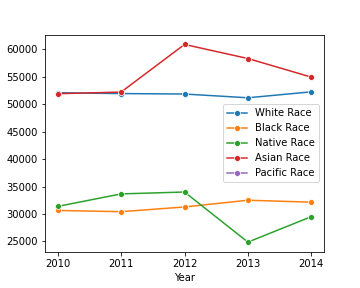 60000
55000
50000
45000
40000
35000
30000
25000
White Race
Black Race
Native Race
Asian Race
Pacific Race
2010 2011 2012 2013 2014
Year